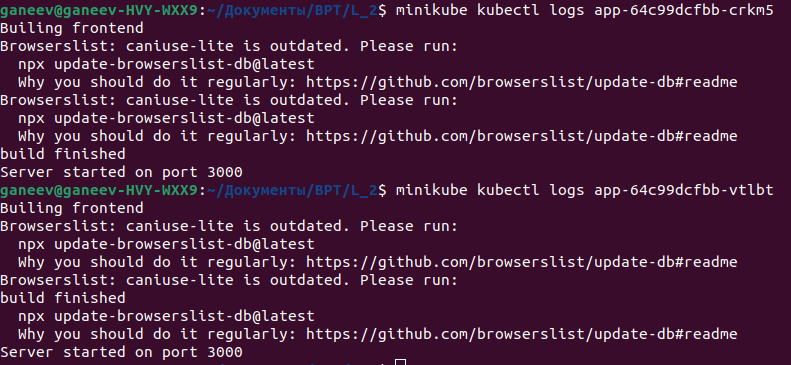 ganeev@ganeev-HVY-WXX9:~/Документы/ВРТ/L_2$ minikube kubectl logs app-64c99dcfbb-crkm5
Builing frontend
Browserslist: caniuse-lite is outdated. Please run:
  npx update-browserslist-db@latest
  Why you should do it regularly: https://github.com/browserslist/update-db#readme
Browserslist: caniuse-lite is outdated. Please run:
  npx update-browserslist-db@latest
  Why you should do it regularly: https://github.com/browserslist/update-db#readme
build finished
Server started on port 3000
ganeev@ganeev-HVY-WXX9:~/Документы/ВРТ/L_2$ minikube kubectl logs app-64c99dcfbb-vtlbt
Builing frontend
Browserslist: caniuse-lite is outdated. Please run:
  npx update-browserslist-db@latest
  Why you should do it regularly: https://github.com/browserslist/update-db#readme
Browserslist: caniuse-lite is outdated. Please run:
build finished
  npx update-browserslist-db@latest
  Why you should do it regularly: https://github.com/browserslist/update-db#readme
Server started on port 3000